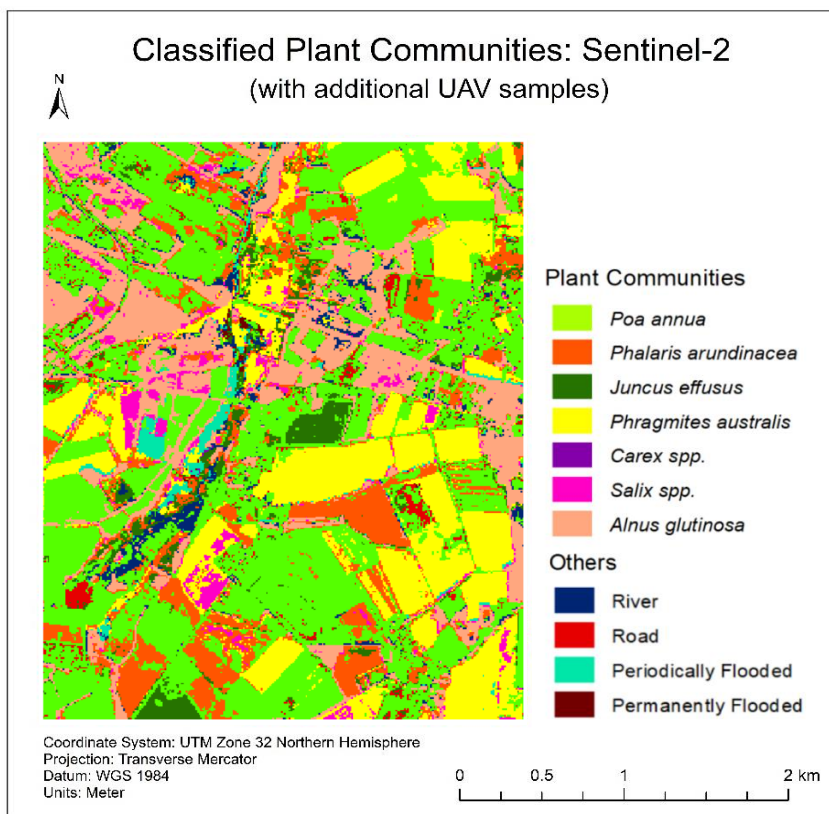 Classified Plant Communities: Sentinel-2
(with additional UAV samples)
N
Plant Communities
Poa annua
Phalaris arundinacea
Juncus effusus
Phragmites australis
Carex spp.
Salix spp.
Alnus glutinosa
Others
River
Road
Periodically Flooded
Permanently Flooded
Coordinate System: UTM Zone 32 Northern Hemisphere
Projection: Transverse Mercator
Datum: WGS 1984
Units: Meter
0 0.5 1 2 km